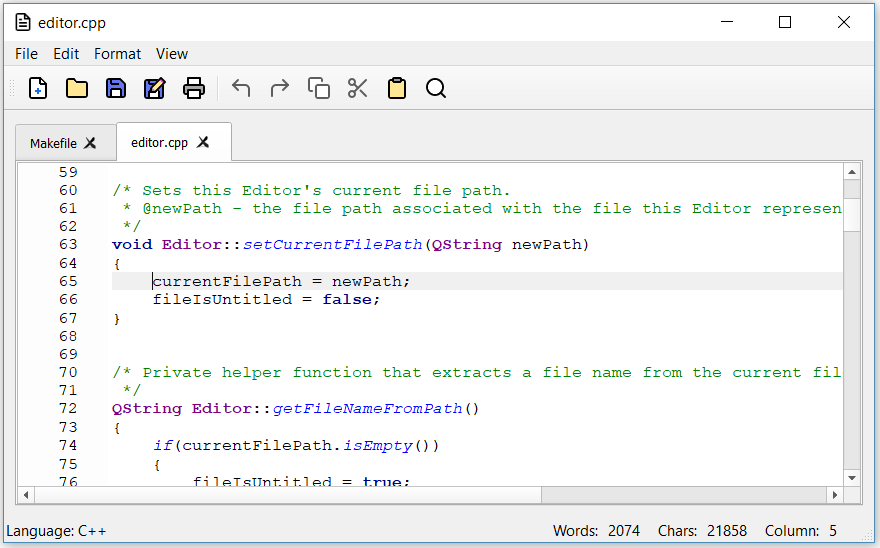 editor.cpp
File Edit Format View
Makefile editor.cpp
59
60 /* Sets this Editor's current file path.
61  * @newPath - the file path associated with the file this Editor represen
62  */
63 void Editor::setCurrentFilePath(QString newPath)
64 {
65     currentFilePath = newPath;
66     fileIsUntitled = false;
67 }
68
69
70 /* Private helper function that extracts a file name from the current fil
71  */
72 QString Editor::getFileNameFromPath()
73 {
74     if(currentFilePath.isEmpty())
75     {
76         fileIsUntitled = true;
Language: C++ Words: 2074 Chars: 21858 Column: 5